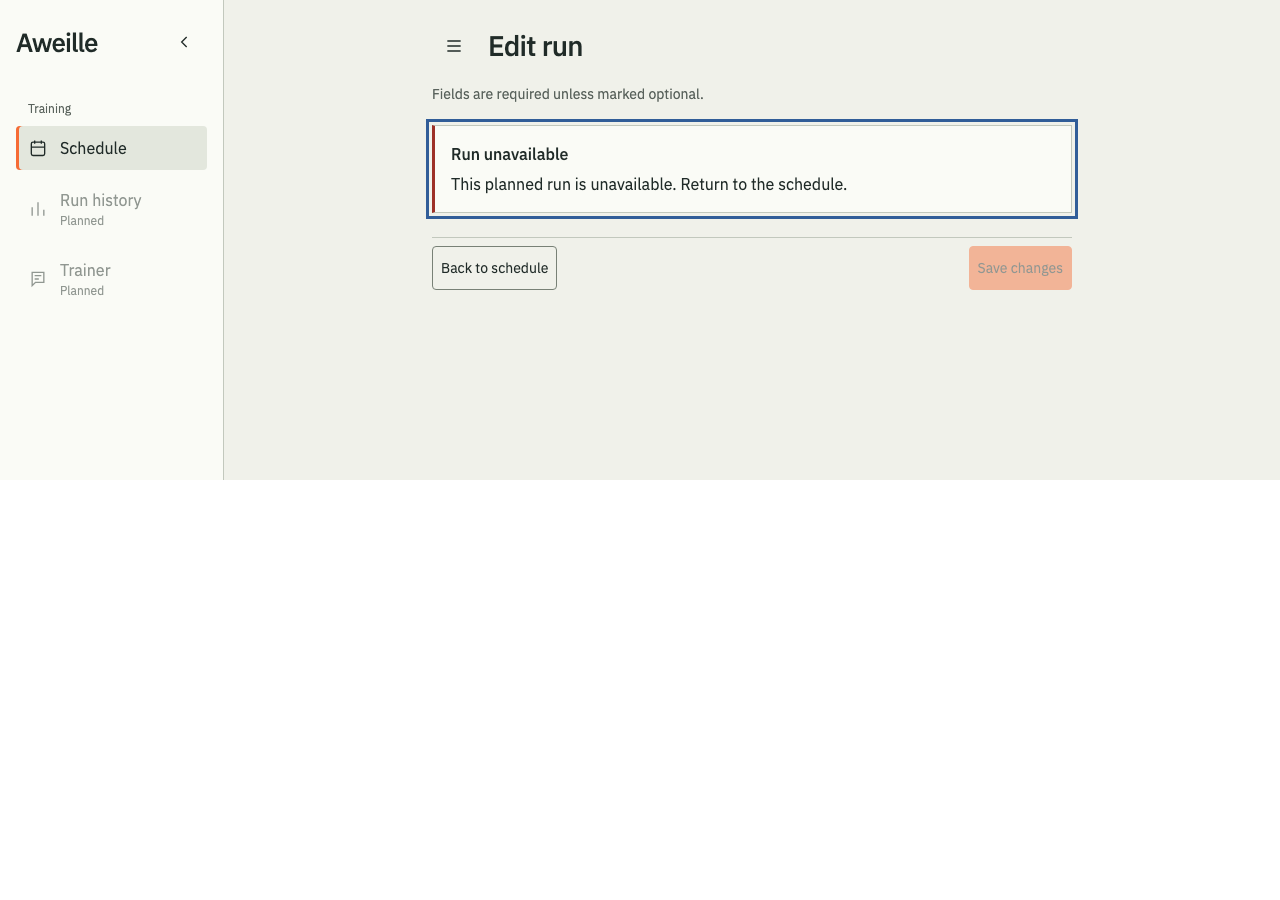 Aweille
Training
Schedule
Run history
Planned
Trainer
Planned
Edit run
Fields are required unless marked optional.
Run unavailable
This planned run is unavailable. Return to the schedule.
Back to schedule
Save changes